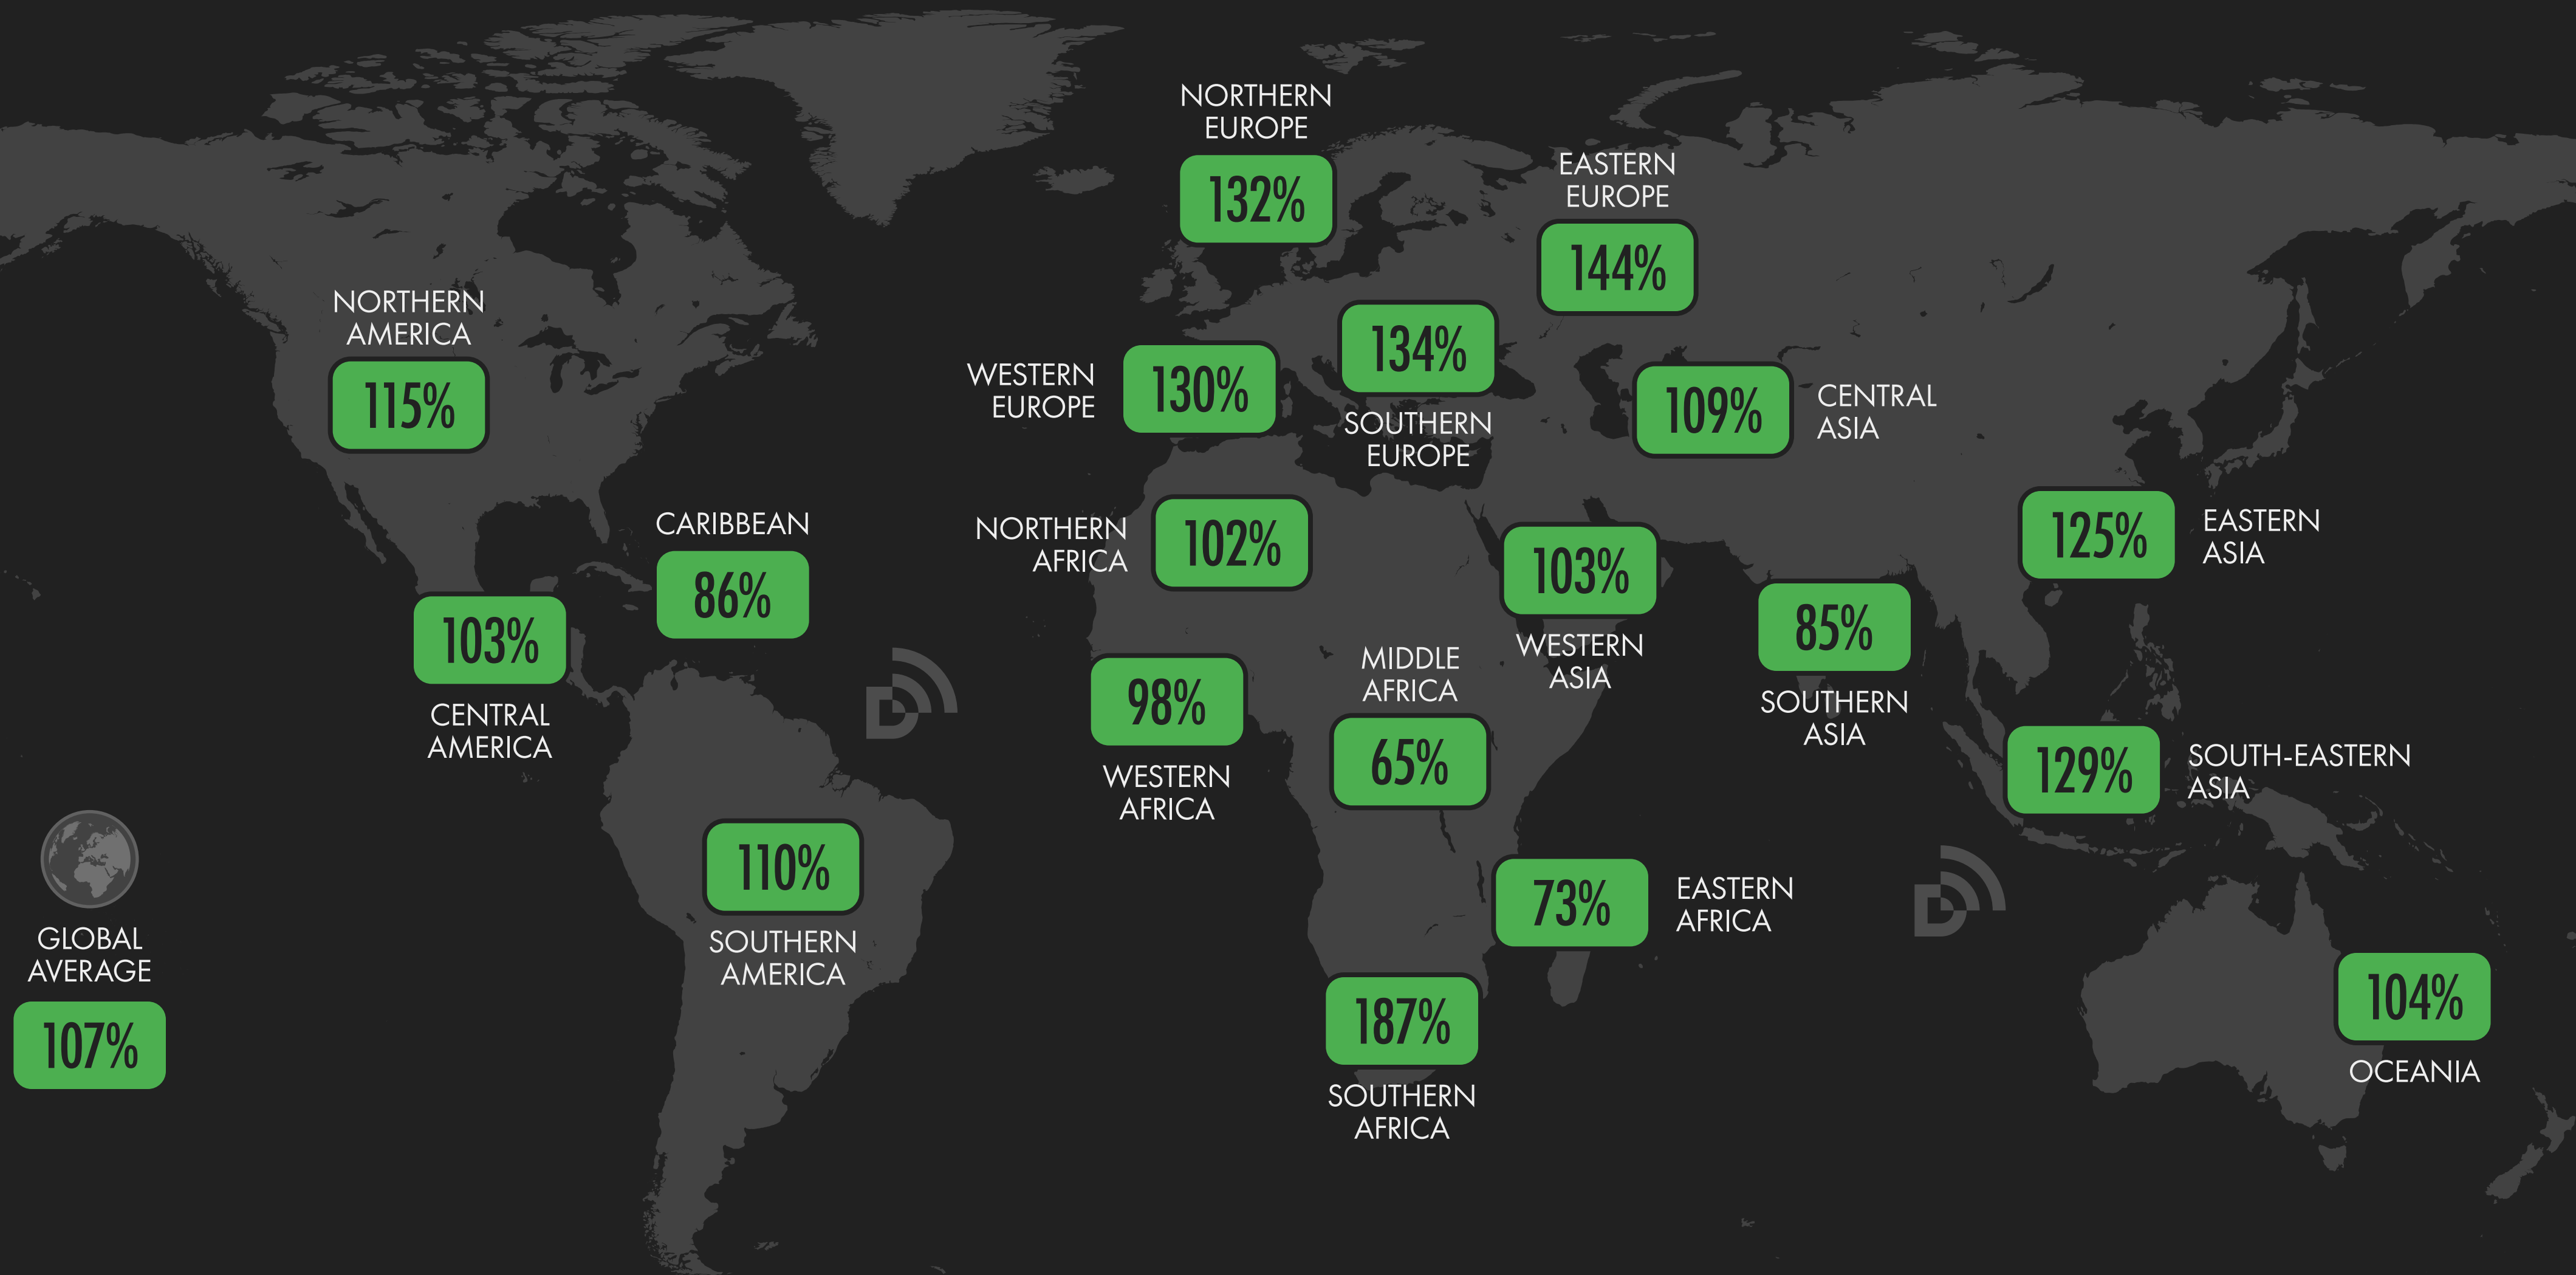 NORTHERN
EUROPE
132%
EASTERN
EUROPE
144%
NORTHERN
AMERICA
115%
WESTERN
EUROPE
130%
134%
SOUTHERN
EUROPE
109%
CENTRAL
ASIA
CARIBBEAN
86%
NORTHERN
AFRICA
102%
103%
WESTERN
ASIA
125%
EASTERN
ASIA
103%
CENTRAL
AMERICA
98%
WESTERN
AFRICA
MIDDLE
AFRICA
65%
85%
SOUTHERN
ASIA
129%
SOUTH-EASTERN
ASIA
110%
SOUTHERN
AMERICA
73%
EASTERN
AFRICA
GLOBAL
AVERAGE
107%
187%
SOUTHERN
AFRICA
104%
OCEANIA